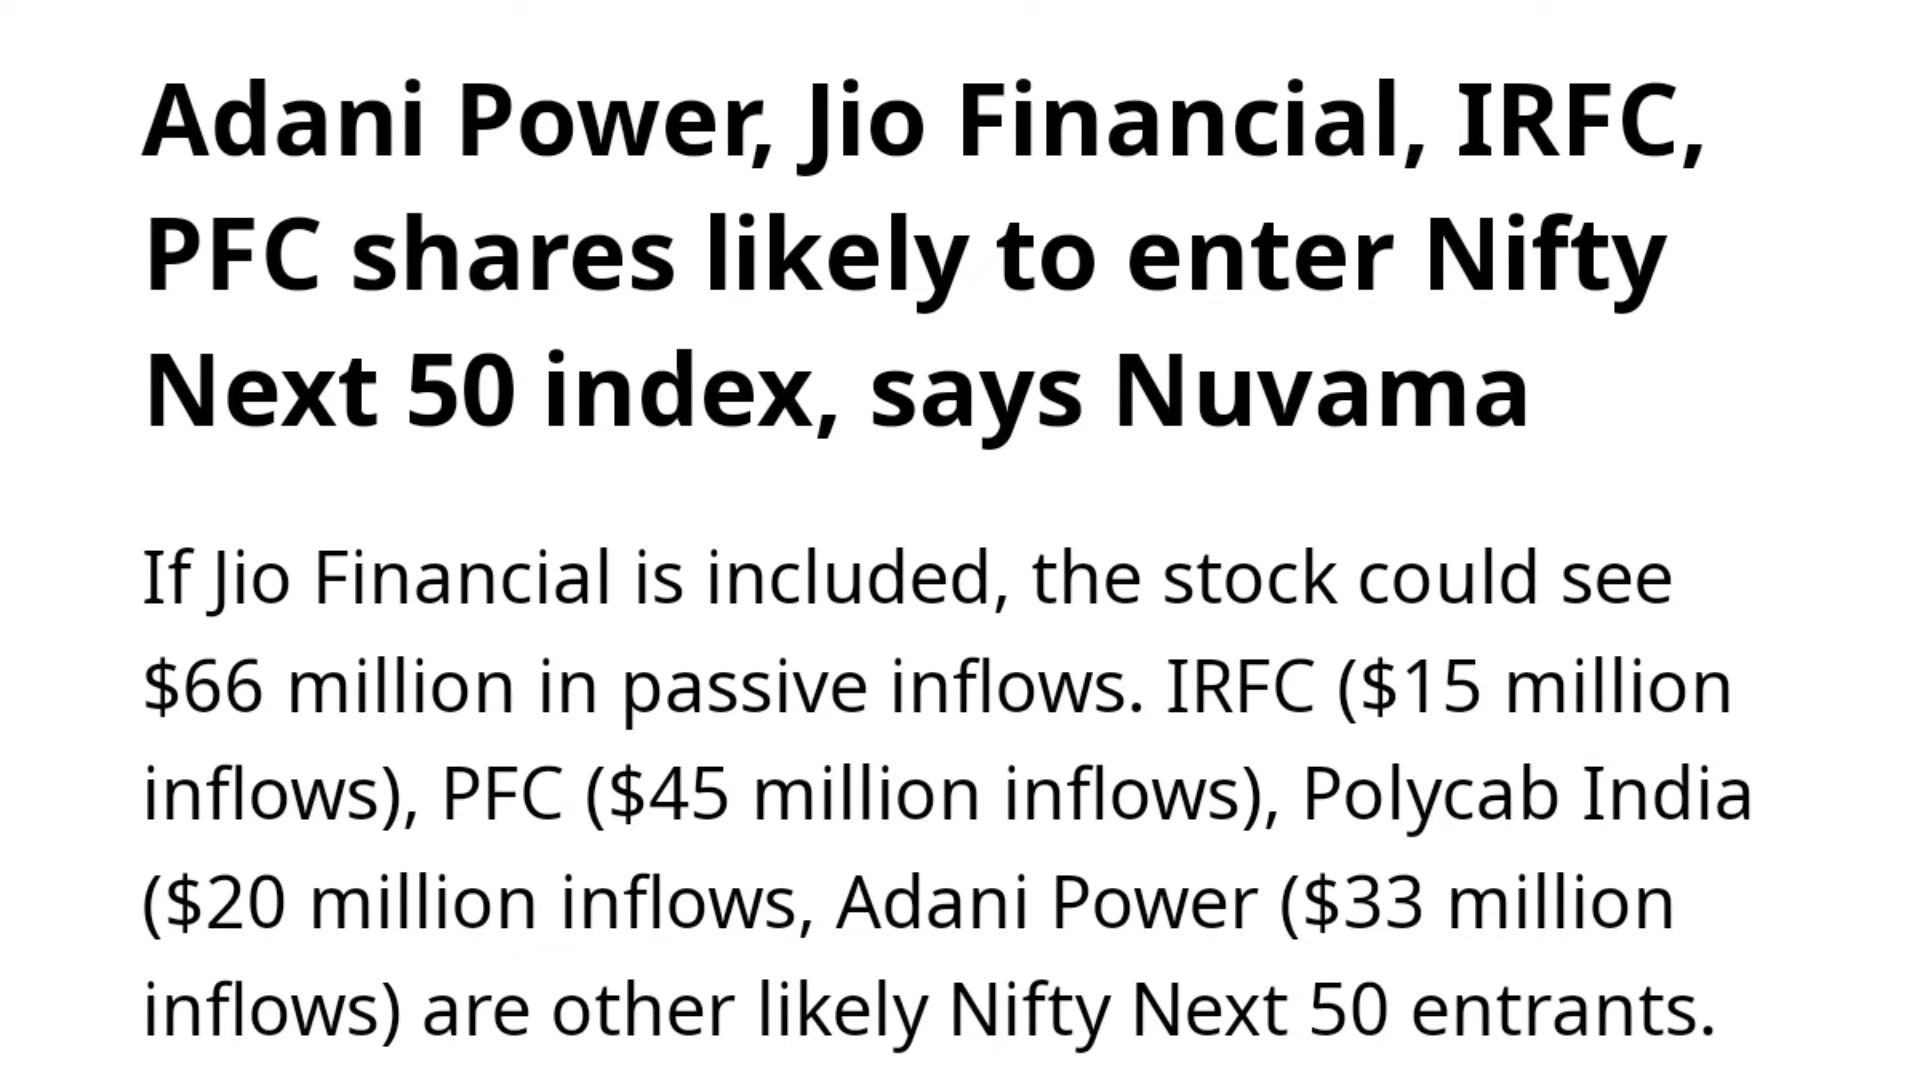 Adani Power, Jio Financial, IRFC,
PFC shares likely to enter Nifty
Next 50 index, says Nuvama
If Jio Financial is included, the stock could see
$66 million in passive inflows. IRFC ($15 million
inflows), PFC ($45 million inflows), Polycab India
($20 million inflows, Adani Power ($33 million
inflows) are other likely Nifty Next 50 entrants.